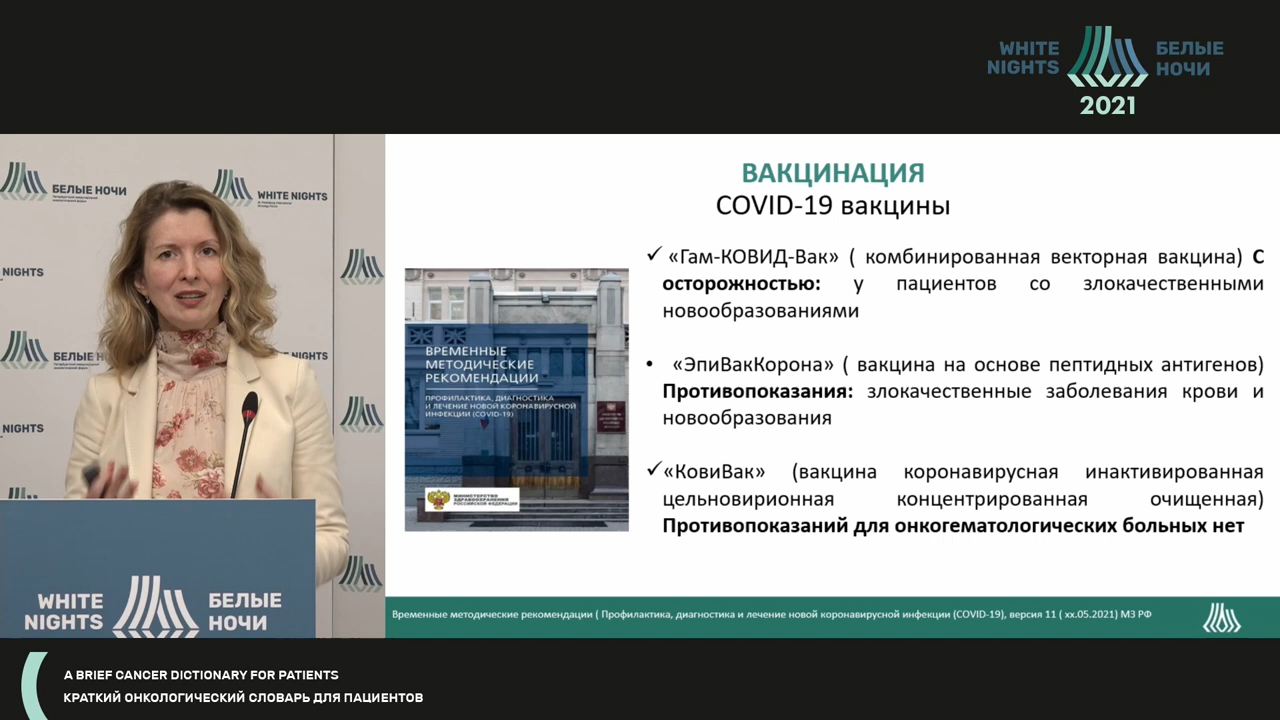 WHITE
NIGHTS
БЕЛЫЕ
НОЧИ
2021
БЕЛЫЕ НОЧИ
WHITE NIGHTS
NIGHTS
БЕЛЫЕ НО
NIGHTS
NIGHTS
WHITE
NIGHTS
БЕЛЫЕ
НОЧИ
ВАКЦИНАЦИЯ
COVID-19 вакцины
✓ «Гам-КОВИД-Вак» ( комбинированная векторная вакцина) С
осторожностью: у пациентов со злокачественными
новообразованиями
• «ЭпиВакКорона» ( вакцина на основе пептидных антигенов)
Противопоказания: злокачественные заболевания крови и
новообразования
✓ «КовиВак» (вакцина коронавирусная инактивированная
цельновирионная концентрированная очищенная)
Противопоказаний для онкогематологических больных нет
ВРЕМЕННЫЕ
МЕТОДИЧЕСКИЕ
РЕКОМЕНДАЦИИ
ПРОФИЛАКТИКА, ДИАГНОСТИКА
И ЛЕЧЕНИЕ НОВОЙ КОРОНАВИРУСНОЙ
ИНФЕКЦИИ (COVID-19)
МИНИСТЕРСТВО
ЗДРАВООХРАНЕНИЯ
РОССИЙСКОЙ ФЕДЕРАЦИИ
Временные методические рекомендации ( Профилактика, диагностика и лечение новой коронавирусной инфекции (COVID-19), версия 11 ( хх.05.2021) МЗ РФ
A BRIEF CANCER DICTIONARY FOR PATIENTS
КРАТКИЙ ОНКОЛОГИЧЕСКИЙ СЛОВАРЬ ДЛЯ ПАЦИЕНТОВ